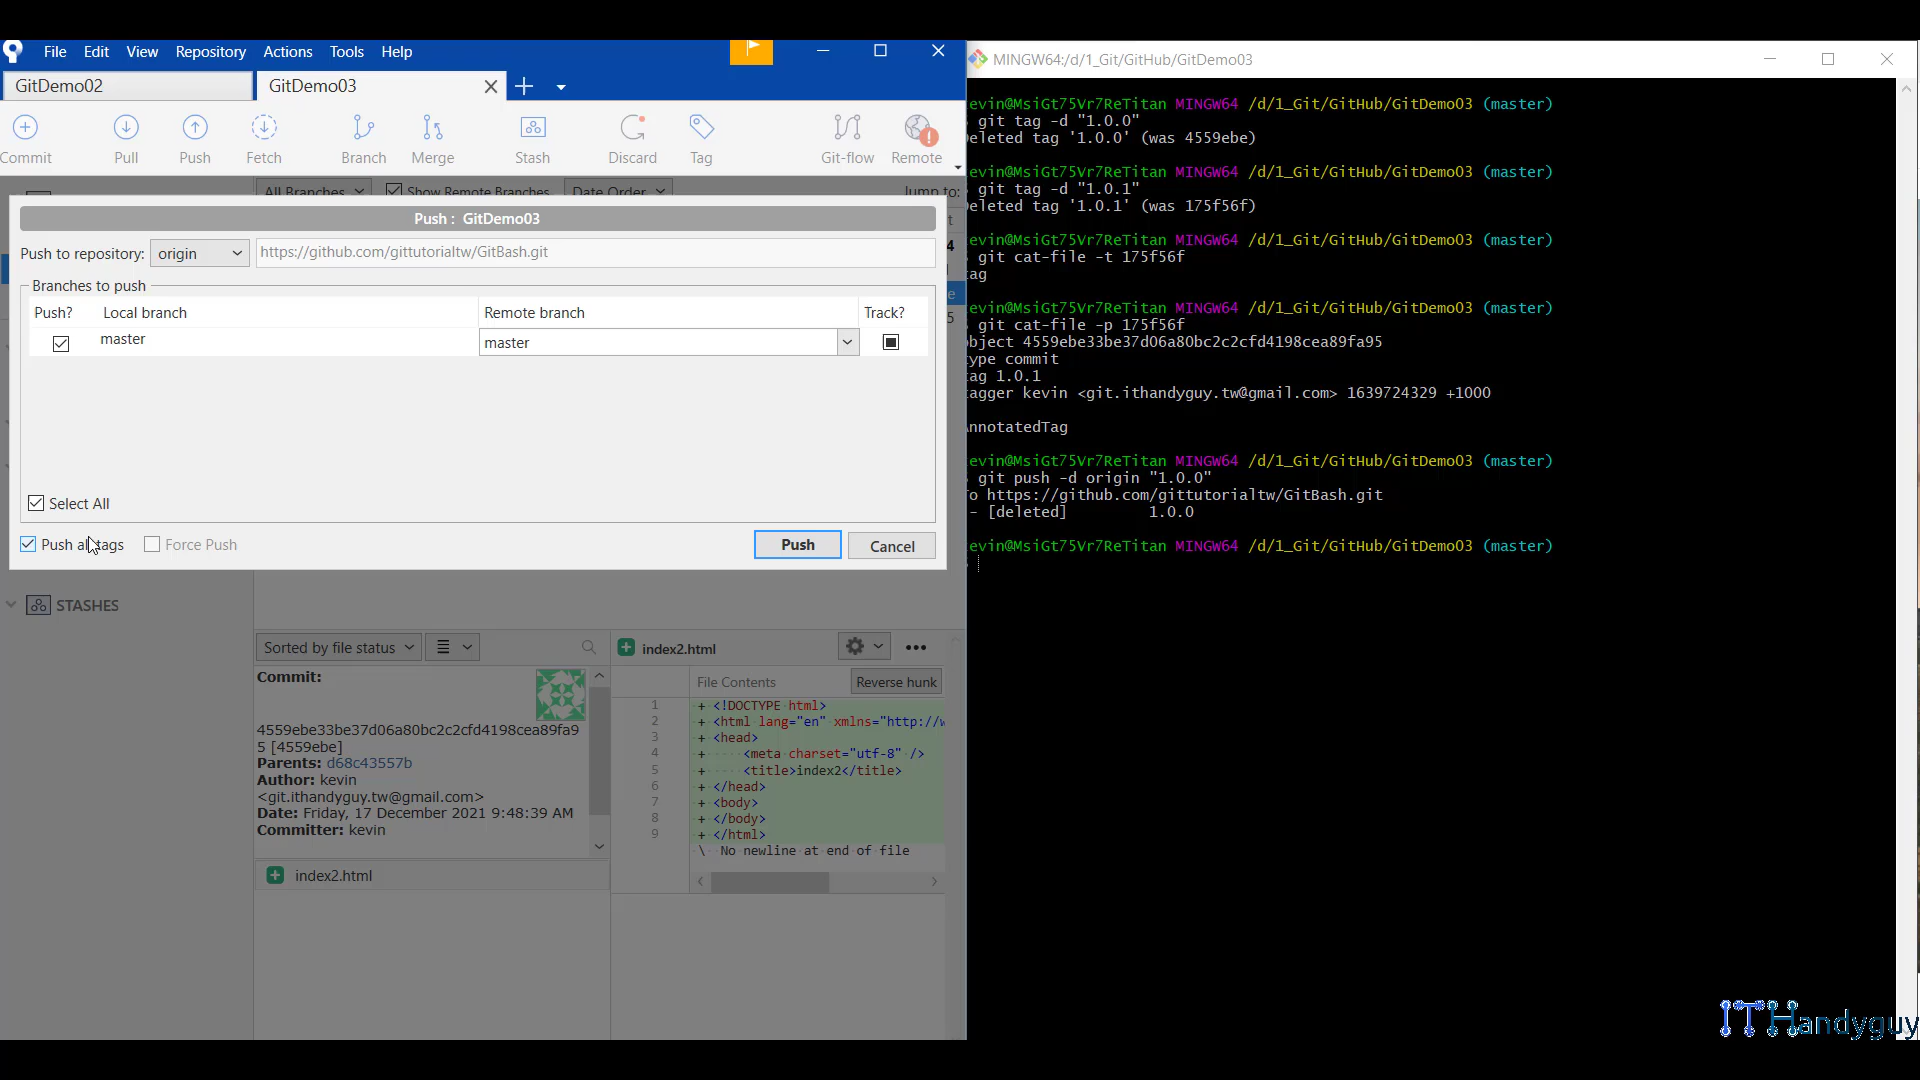 File Edit View Repository Actions Tools Help
GitDemo02
GitDemo03
Commit Pull Push Fetch Branch Merge Stash Discard Tag Git-flow Remote
All Branches Show Remote Branches Date Order Jump to:
Push : GitDemo03
Push to repository: origin https://github.com/gittutorialtw/GitBash.git
Branches to push
Push? Local branch Remote branch Track?
master master
Select All
Push all tags Force Push Push Cancel
STASHES
Sorted by file status
Commit:
4559ebe33be37d06a80bc2c2cfd4198cea89fa9
5 [4559ebe]
Parents: d68c43557b
Author: kevin
<git.ithandyguy.tw@gmail.com>
Date: Friday, 17 December 2021 9:48:39 AM
Committer: kevin
index2.html
index2.html
File Contents Reverse hunk
1 + <!DOCTYPE html>
2 + <html lang="en" xmlns="http://w
3 + <head>
4 + <meta charset="utf-8" />
5 + <title>index2</title>
6 + </head>
7 + <body>
8 + </body>
9 + </html>
\ No newline at end of file
MINGW64:/d/1_Git/GitHub/GitDemo03
evin@MsiGt75Vr7ReTitan MINGW64 /d/1_Git/GitHub/GitDemo03 (master)
git tag -d "1.0.0"
eleted tag '1.0.0' (was 4559ebe)
evin@MsiGt75Vr7ReTitan MINGW64 /d/1_Git/GitHub/GitDemo03 (master)
git tag -d "1.0.1"
eleted tag '1.0.1' (was 175f56f)
evin@MsiGt75Vr7ReTitan MINGW64 /d/1_Git/GitHub/GitDemo03 (master)
git cat-file -t 175f56f
ag
evin@MsiGt75Vr7ReTitan MINGW64 /d/1_Git/GitHub/GitDemo03 (master)
git cat-file -p 175f56f
bject 4559ebe33be37d06a80bc2c2cfd4198cea89fa95
ype commit
ag 1.0.1
agger kevin <git.ithandyguy.tw@gmail.com> 1639724329 +1000
nnotatedTag
evin@MsiGt75Vr7ReTitan MINGW64 /d/1_Git/GitHub/GitDemo03 (master)
git push -d origin "1.0.0"
o https://github.com/gittutorialtw/GitBash.git
- [deleted] 1.0.0
evin@MsiGt75Vr7ReTitan MINGW64 /d/1_Git/GitHub/GitDemo03 (master)
ITHandyguy